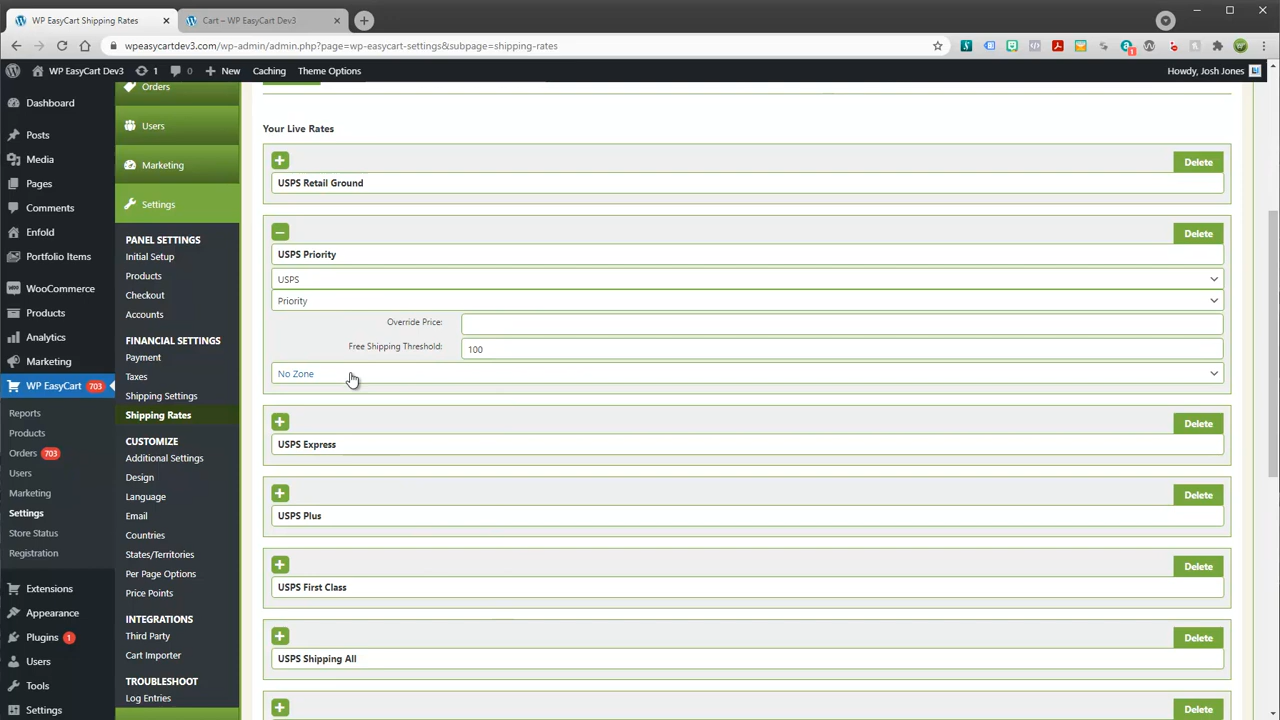 WP EasyCart Shipping Rates
Cart – WP EasyCart Dev3
wpeasycartdev3.com/wp-admin/admin.php?page=wp-easycart-settings&subpage=shipping-rates
WP EasyCart Dev3
1
0
New
Caching
Theme Options
Howdy, Josh Jones
Dashboard
Posts
Media
Pages
Comments
Enfold
Portfolio Items
WooCommerce
Products
Analytics
Marketing
WP EasyCart 703
Reports
Products
Orders 703
Users
Marketing
Settings
Store Status
Registration
Extensions
Appearance
Plugins 1
Users
Tools
Settings
Orders
Users
Marketing
Settings
PANEL SETTINGS
Initial Setup
Products
Checkout
Accounts
FINANCIAL SETTINGS
Payment
Taxes
Shipping Settings
Shipping Rates
CUSTOMIZE
Additional Settings
Design
Language
Email
Countries
States/Territories
Per Page Options
Price Points
INTEGRATIONS
Third Party
Cart Importer
TROUBLESHOOT
Log Entries
Your Live Rates
Delete
USPS Retail Ground
Delete
USPS Priority
USPS
Priority
Override Price:
Free Shipping Threshold: 100
No Zone
Delete
USPS Express
Delete
USPS Plus
Delete
USPS First Class
Delete
USPS Shipping All
Delete